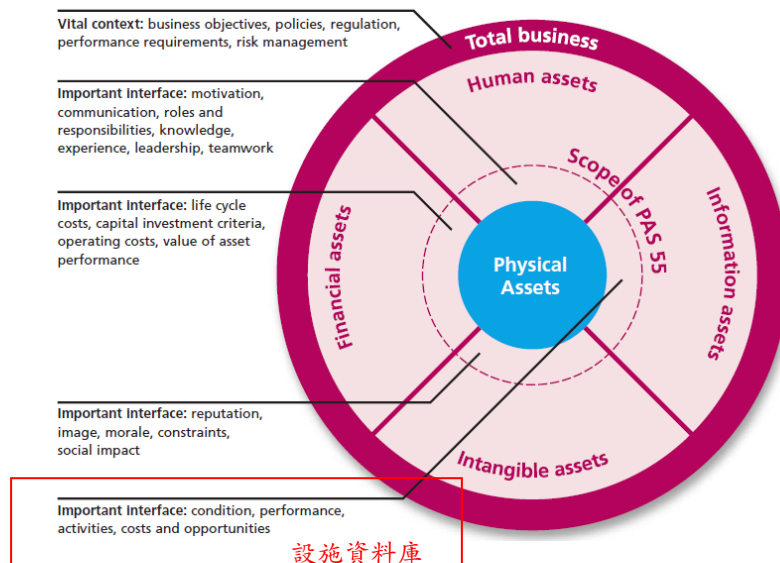 Vital context: business objectives, policies, regulation,
performance requirements, risk management
Total business
Human assets
Important Interface: motivation,
communication, roles and
responsibilities, knowledge,
experience, leadership, teamwork
Scope of PAS 55
Important Interface: life cycle
costs, capital investment criteria,
operating costs, value of asset
performance
Financial assets
Physical
Assets
Information assets
Important Interface: reputation,
image, morale, constraints,
social impact
Intangible assets
Important Interface: condition, performance,
activities, costs and opportunities
設施資料庫